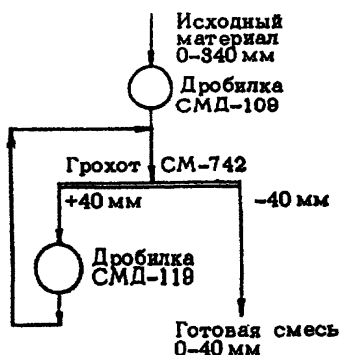 Исходный
материал
0-340 мм
Дробилка
СМД-109
Грохот СМ-742
+40 мм
-40 мм
Дробилка
СМД-119
Готовая смесь
0-40 мм